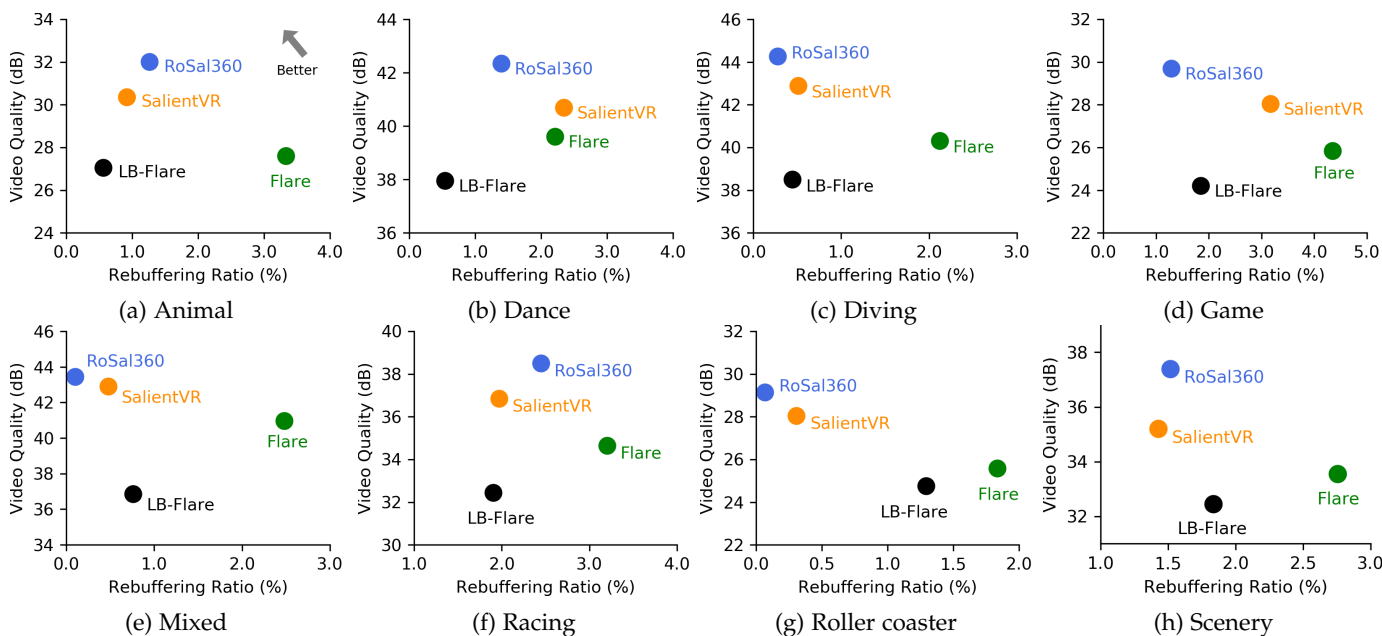 34
32
30
28
26
24
Video Quality (dB)
RoSal360
SalientVR
LB-Flare
Flare
Better
0.0 1.0 2.0 3.0 4.0
Rebuffering Ratio (%)
(a) Animal
44
42
40
38
36
Video Quality (dB)
RoSal360
SalientVR
Flare
LB-Flare
0.0 1.0 2.0 3.0 4.0
Rebuffering Ratio (%)
(b) Dance
46
44
42
40
38
36
Video Quality (dB)
RoSal360
SalientVR
Flare
LB-Flare
0.0 1.0 2.0 3.0
Rebuffering Ratio (%)
(c) Diving
32
30
28
26
24
22
Video Quality (dB)
RoSal360
SalientVR
Flare
LB-Flare
0.0 1.0 2.0 3.0 4.0 5.0
Rebuffering Ratio (%)
(d) Game
46
44
42
40
38
36
34
Video Quality (dB)
RoSal360
SalientVR
Flare
LB-Flare
0.0 1.0 2.0 3.0
Rebuffering Ratio (%)
(e) Mixed
40
38
36
34
32
30
Video Quality (dB)
RoSal360
SalientVR
Flare
LB-Flare
1.0 2.0 3.0 4.0
Rebuffering Ratio (%)
(f) Racing
32
30
28
26
24
22
Video Quality (dB)
RoSal360
SalientVR
Flare
LB-Flare
0.0 0.5 1.0 1.5 2.0
Rebuffering Ratio (%)
(g) Roller coaster
38
36
34
32
Video Quality (dB)
RoSal360
SalientVR
Flare
LB-Flare
1.0 1.5 2.0 2.5 3.0
Rebuffering Ratio (%)
(h) Scenery